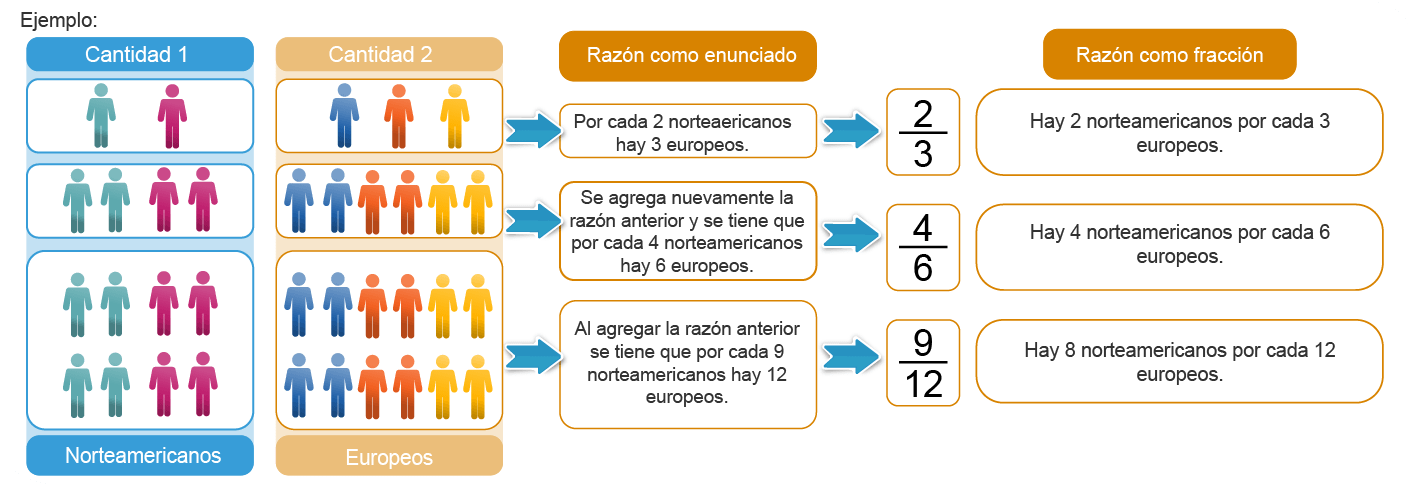 Ejemplo:
Cantidad 1
Cantidad 2
Razón como enunciado
Razón como fracción
Por cada 2 norteaericanos
hay 3 europeos.
2
3
Hay 2 norteamericanos por cada 3
europeos.
Se agrega nuevamente la
razón anterior y se tiene que
por cada 4 norteamericanos
hay 6 europeos.
4
6
Hay 4 norteamericanos por cada 6
europeos.
Al agregar la razón anterior
se tiene que por cada 9
norteamericanos hay 12
europeos.
9
12
Hay 8 norteamericanos por cada 12
europeos.
Norteamericanos
Europeos